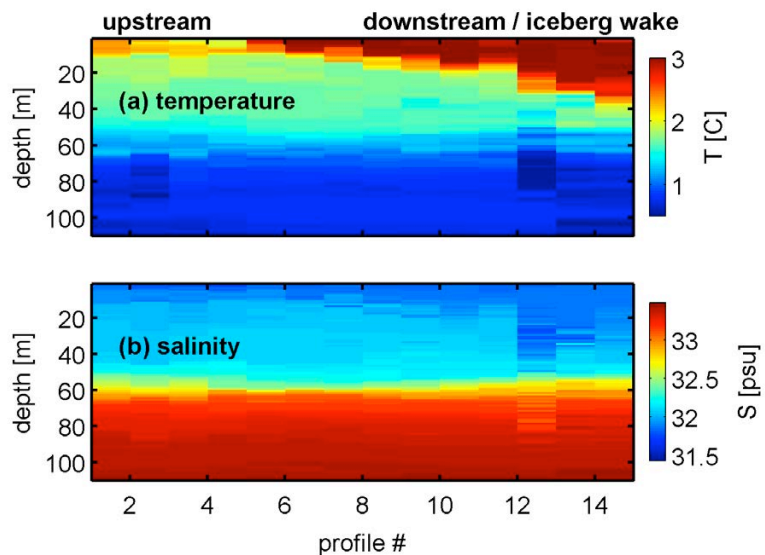 upstream downstream / iceberg wake
depth [m]
20
40
60
80
100
(a) temperature
3
2
1
T [C]
depth [m]
20
40
60
80
100
(b) salinity
33
32.5
32
31.5
S [psu]
2 4 6 8 10 12 14
profile #